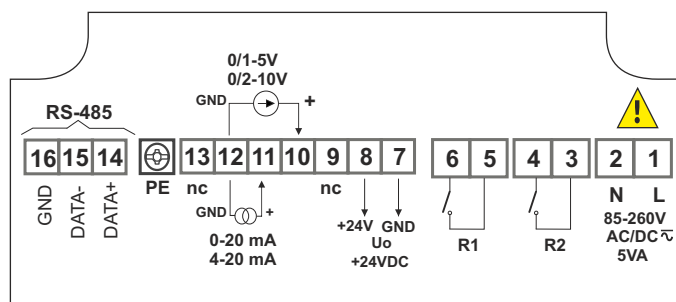 0/1-5V
0/2-10V
GND +
RS-485
16 15 14 PE 13 12 11 10 9 8 7 6 5 4 3 2 1
GND
DATA-
DATA+
nc
nc
GND +
0-20 mA
4-20 mA
+24V GND
Uo
+24VDC
R1
R2
N L
85-260V
AC/DC
5VA